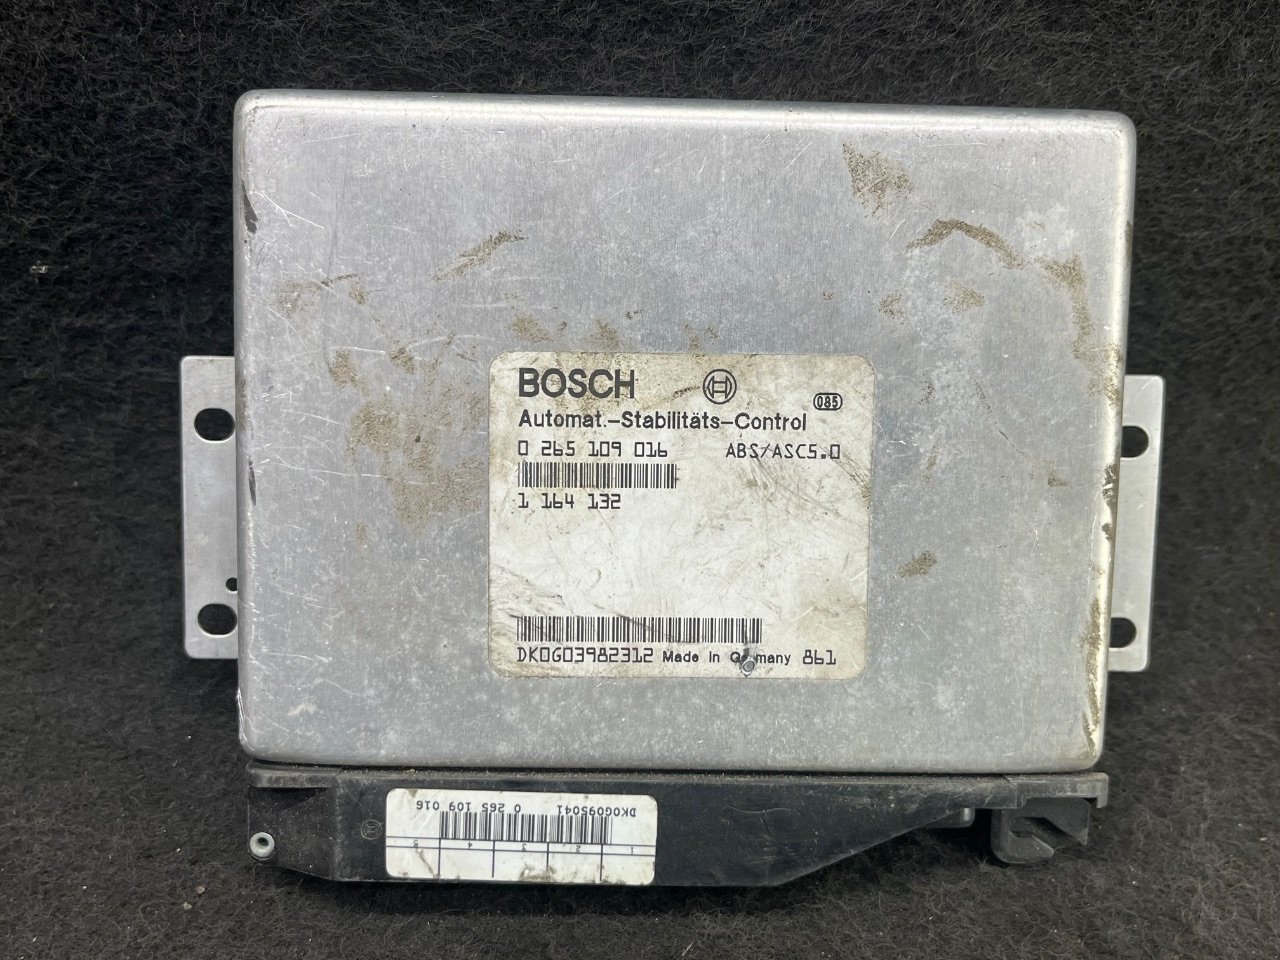 BOSCH
085
Automat.-Stabilitäts-Control
0 265 109 016 ABS/ASC5.0
1 164 132
DK0G03982312 Made in Germany 861
DK0G095041 0 265 109 016
1 2 3 4 5